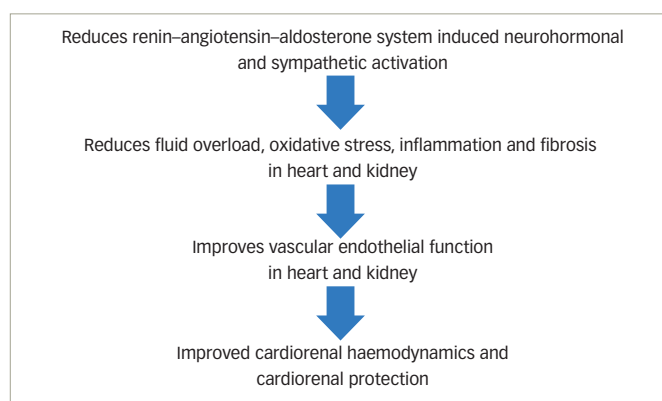 Reduces renin–angiotensin–aldosterone system induced neurohormonal
and sympathetic activation
Reduces fluid overload, oxidative stress, inflammation and fibrosis
in heart and kidney
Improves vascular endothelial function
in heart and kidney
Improved cardiorenal haemodynamics and
cardiorenal protection